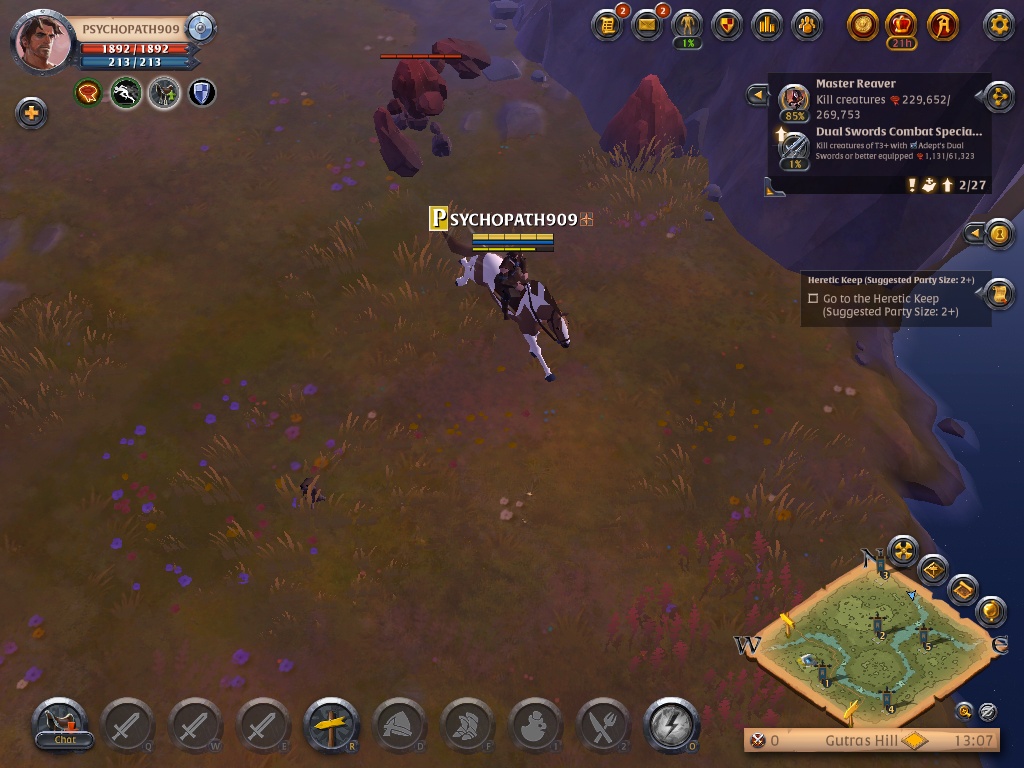 PSYCHOPATH909
1892 / 1892
213 / 213
2
2
1%
21h
Master Reaver
Kill creatures 229,652/
269,753
85%
Dual Swords Combat Specia...
Kill creatures of T3+ with Adept's Dual
Swords or better equipped 1,131/61,323
1%
2/27
PSYCHOPATH909
Heretic Keep (Suggested Party Size: 2+)
Go to the Heretic Keep
(Suggested Party Size: 2+)
N
3
W
E
2
5
1
4
Chat
Q
W
E
R
D
F
1
2
O
0
Gutras Hill
13:07